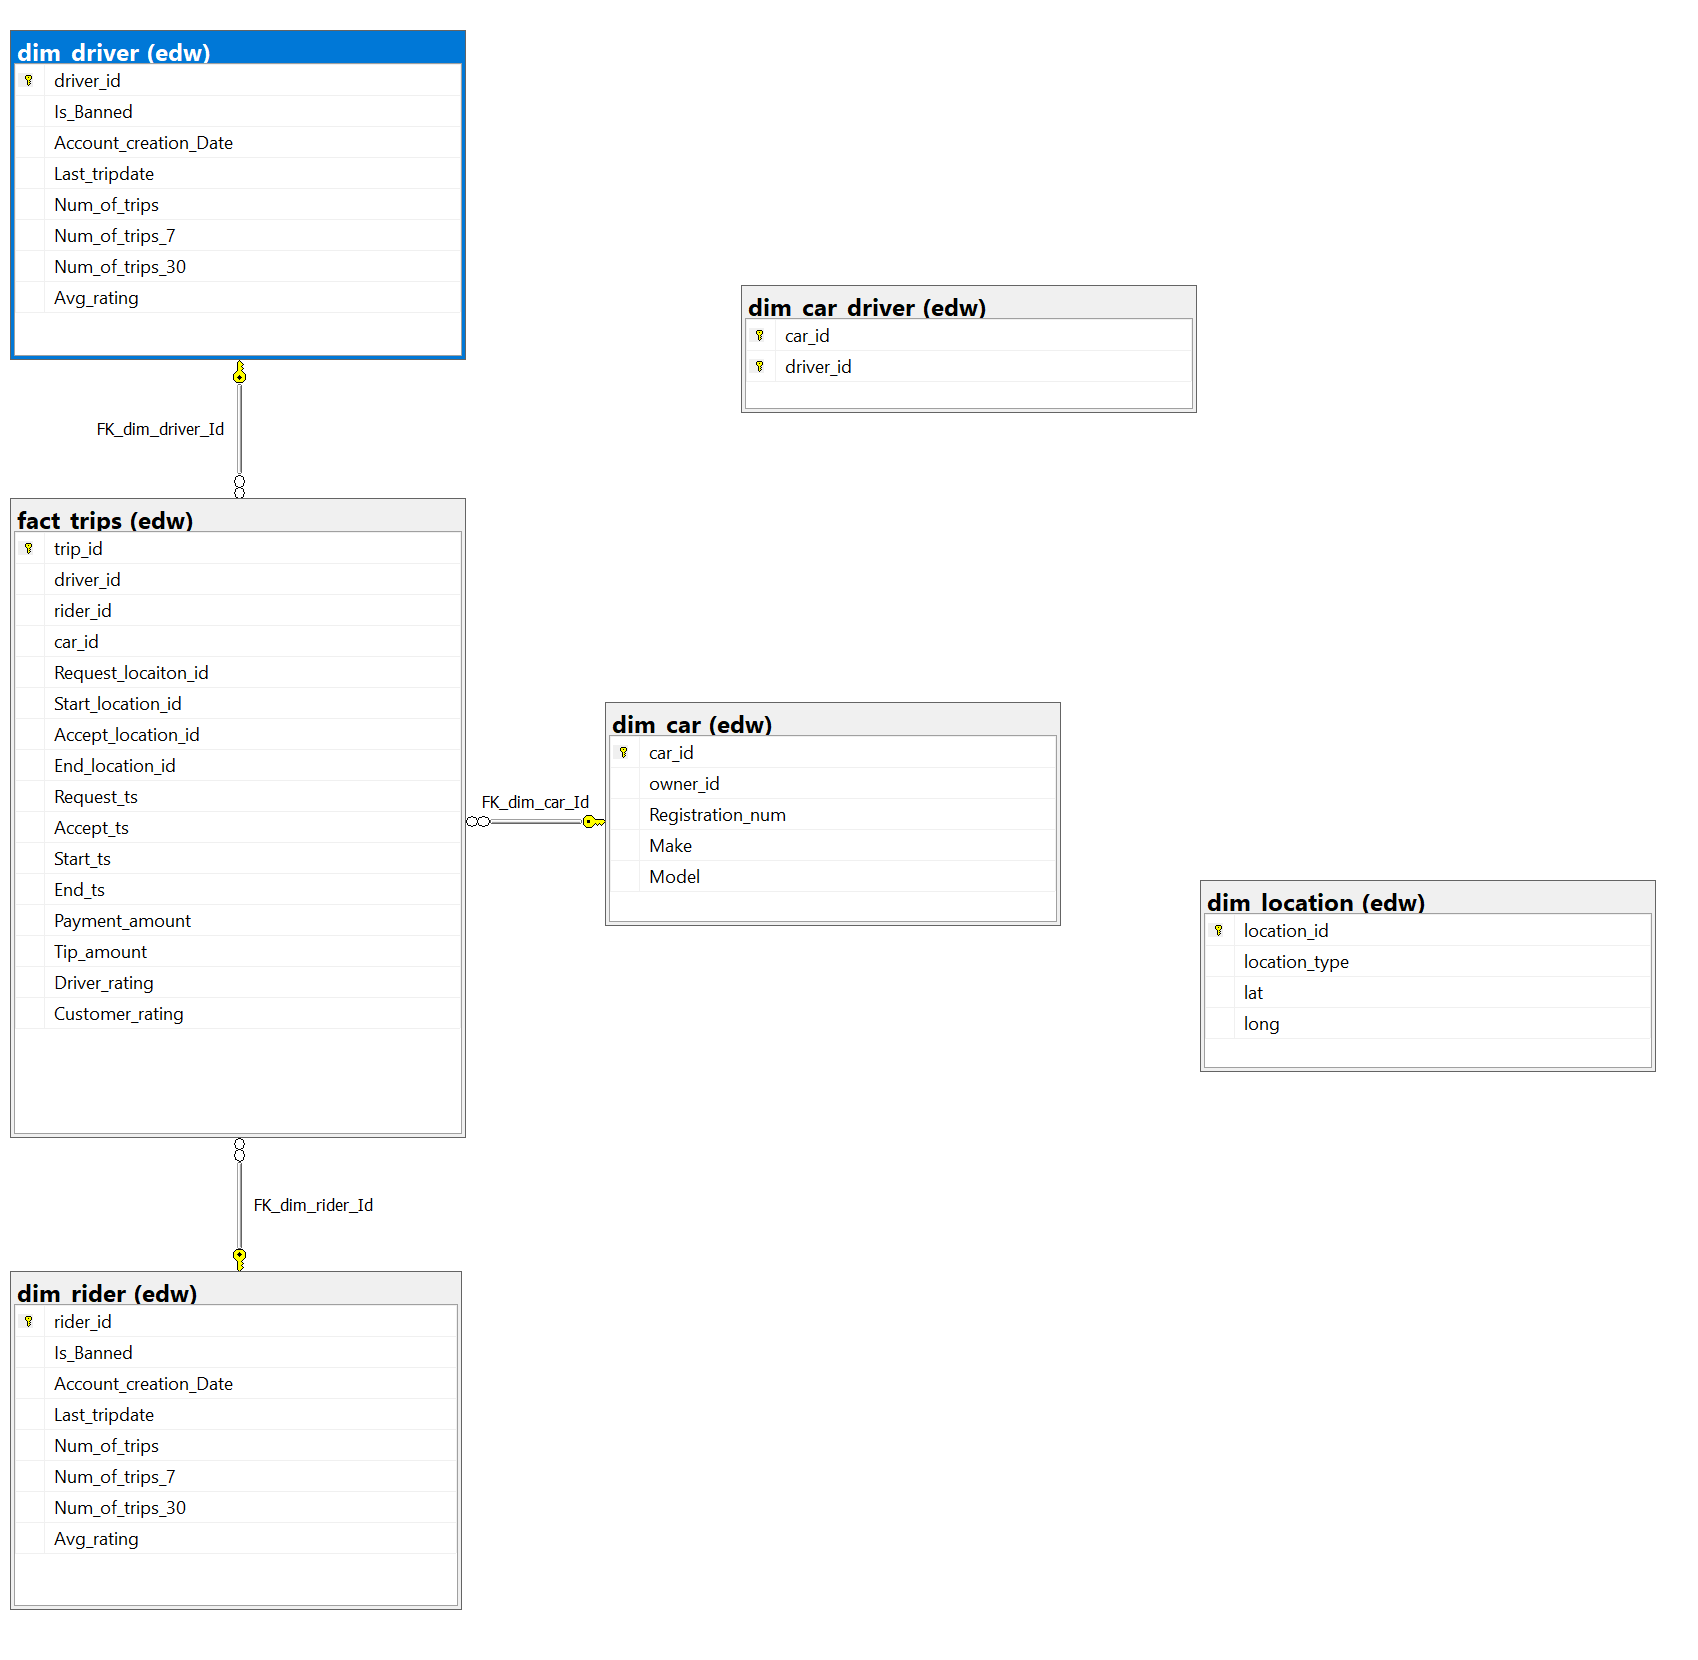 dim_driver (edw)
driver_id
Is_Banned
Account_creation_Date
Last_tripdate
Num_of_trips
Num_of_trips_7
Num_of_trips_30
Avg_rating
dim_car_driver (edw)
car_id
driver_id
FK_dim_driver_Id
fact_trips (edw)
trip_id
driver_id
rider_id
car_id
Request_locaiton_id
Start_location_id
Accept_location_id
End_location_id
Request_ts
Accept_ts
Start_ts
End_ts
Payment_amount
Tip_amount
Driver_rating
Customer_rating
FK_dim_car_Id
dim_car (edw)
car_id
owner_id
Registration_num
Make
Model
dim_location (edw)
location_id
location_type
lat
long
FK_dim_rider_Id
dim_rider (edw)
rider_id
Is_Banned
Account_creation_Date
Last_tripdate
Num_of_trips
Num_of_trips_7
Num_of_trips_30
Avg_rating